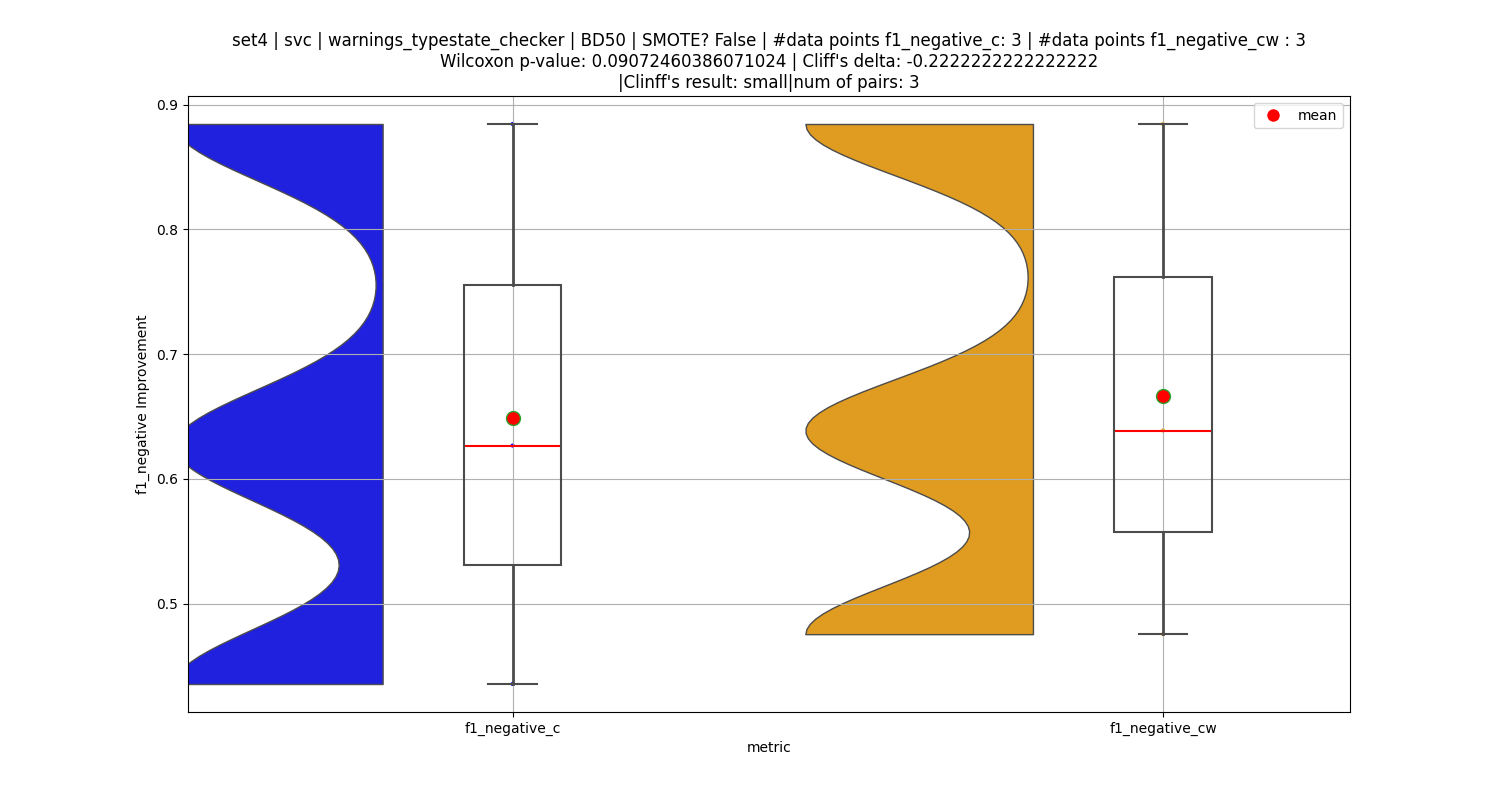 set4 | svc | warnings_typestate_checker | BD50 | SMOTE? False | #data points f1_negative_c: 3 | #data points f1_negative_cw : 3
Wilcoxon p-value: 0.09072460386071024 | Cliff's delta: -0.2222222222222222
|Clinff's result: small|num of pairs: 3
mean
0.9
0.8
0.7
0.6
0.5
f1_negative Improvement
f1_negative_c
f1_negative_cw
metric